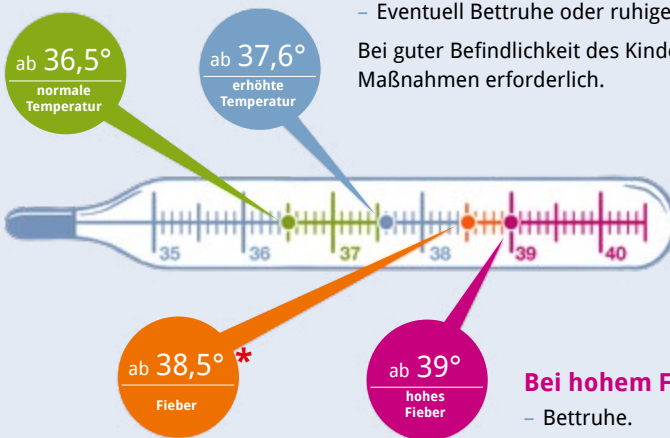 – Eventuell Bettruhe oder ruhige
Bei guter Befindlichkeit des Kinde
Maßnahmen erforderlich.
ab 36,5°
normale
Temperatur
ab 37,6°
erhöhte
Temperatur
35 36 37 38 39 40
ab 38,5° *
Fieber
ab 39°
hohes
Fieber
Bei hohem F
– Bettruhe.